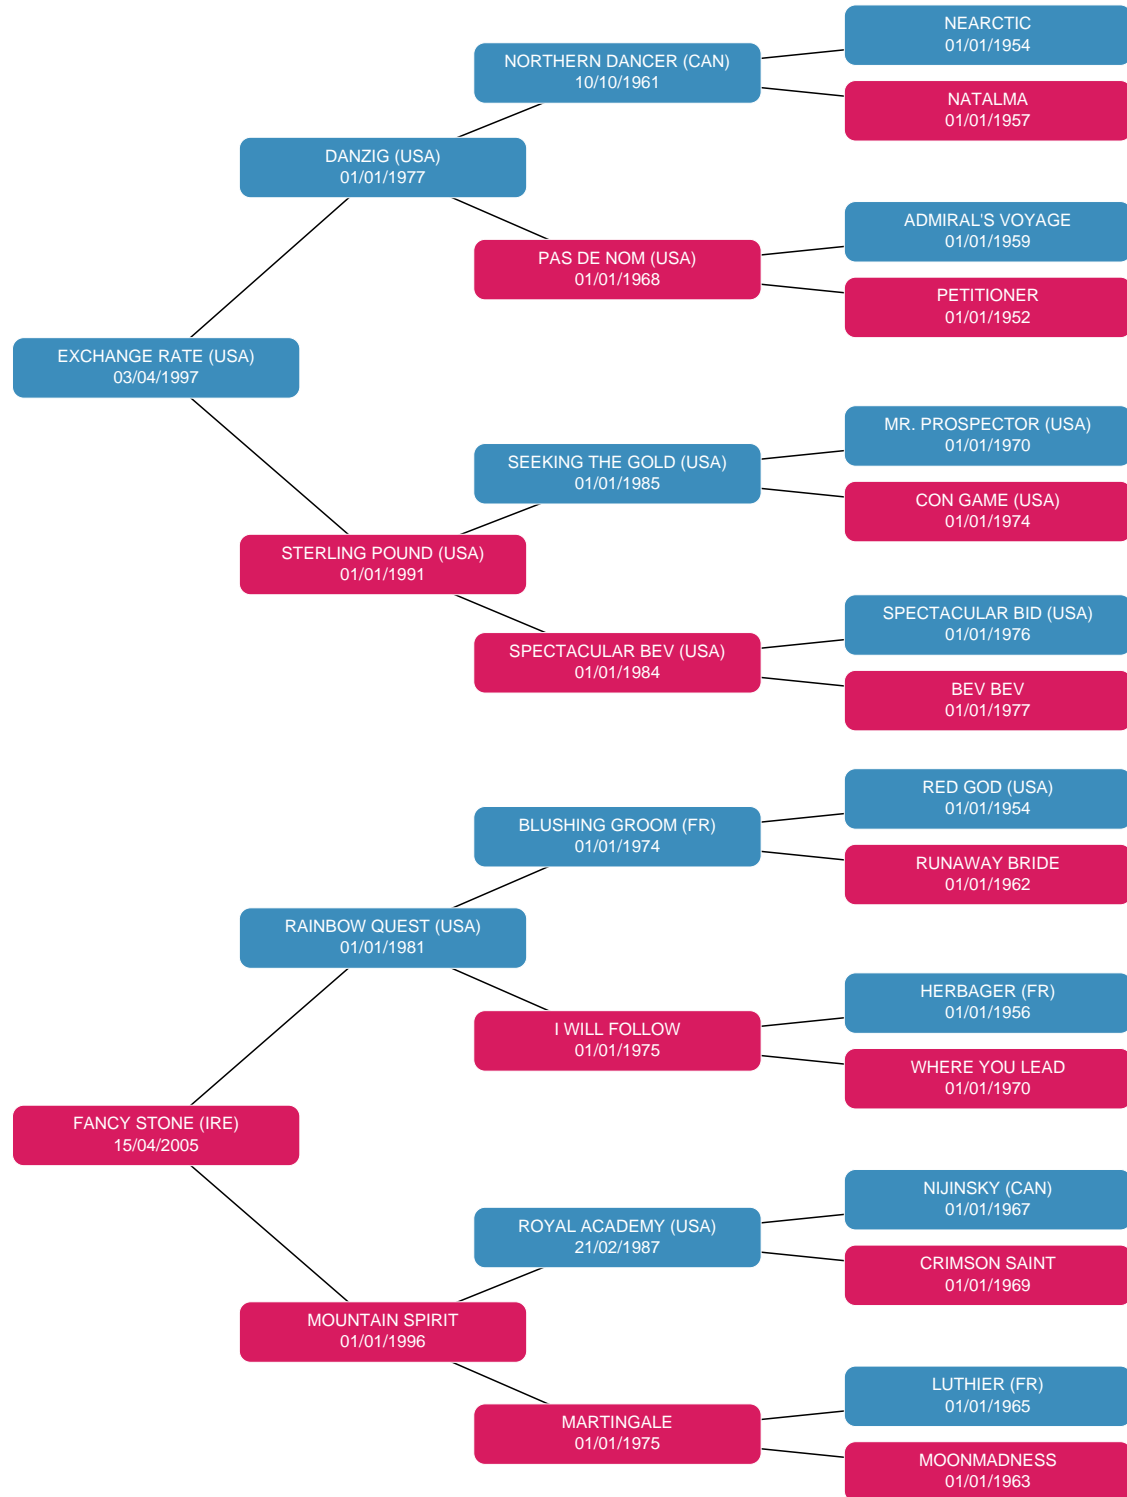 NEARCTIC
01/01/1954
NORTHERN DANCER (CAN)
10/10/1961
NATALMA
01/01/1957
DANZIG (USA)
01/01/1977
ADMIRAL'S VOYAGE
01/01/1959
PAS DE NOM (USA)
01/01/1968
PETITIONER
01/01/1952
EXCHANGE RATE (USA)
03/04/1997
MR. PROSPECTOR (USA)
01/01/1970
SEEKING THE GOLD (USA)
01/01/1985
CON GAME (USA)
01/01/1974
STERLING POUND (USA)
01/01/1991
SPECTACULAR BID (USA)
01/01/1976
SPECTACULAR BEV (USA)
01/01/1984
BEV BEV
01/01/1977
RED GOD (USA)
01/01/1954
BLUSHING GROOM (FR)
01/01/1974
RUNAWAY BRIDE
01/01/1962
RAINBOW QUEST (USA)
01/01/1981
HERBAGER (FR)
01/01/1956
I WILL FOLLOW
01/01/1975
WHERE YOU LEAD
01/01/1970
FANCY STONE (IRE)
15/04/2005
NIJINSKY (CAN)
01/01/1967
ROYAL ACADEMY (USA)
21/02/1987
CRIMSON SAINT
01/01/1969
MOUNTAIN SPIRIT
01/01/1996
LUTHIER (FR)
01/01/1965
MARTINGALE
01/01/1975
MOONMADNESS
01/01/1963